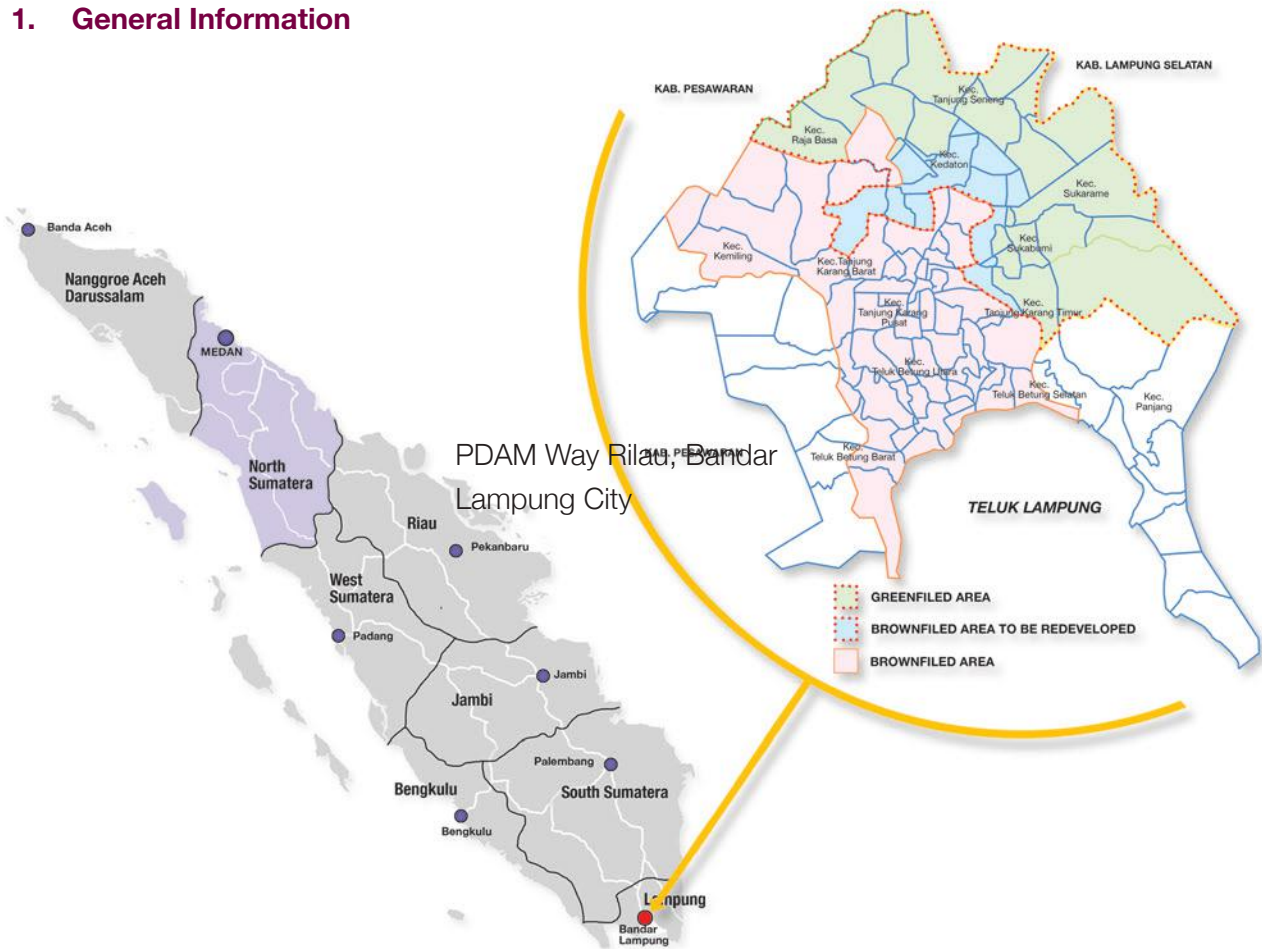 1. General Information
KAB. PESAWARAN
KAB. LAMPUNG SELATAN
Kec.
Tanjung Seneng
Kec.
Raja Basa
Kec.
Kedaton
Kec.
Sukarame
Kec.
Sukabumi
Kec.
Kemiling
Kec.Tanjung
Karang Barat
Kec.
Tanjung Karang
Pusat
Kec.
Tanjung Karang Timur
Kec.
Teluk Betung Utara
Kec.
Teluk Betung Selatan
Kec.
Panjang
Kec.
Teluk Betung Barat
KAB. PESAWARAN
TELUK LAMPUNG
GREENFILED AREA
BROWNFILED AREA TO BE REDEVELOPED
BROWNFILED AREA
PDAM Way Rilau, Bandar
Lampung City
Banda Aceh
Nanggroe Aceh
Darussalam
MEDAN
North
Sumatera
Riau
Pekanbaru
West
Sumatera
Padang
Jambi
Jambi
Palembang
South Sumatera
Bengkulu
Bengkulu
Lampung
Bandar
Lampung